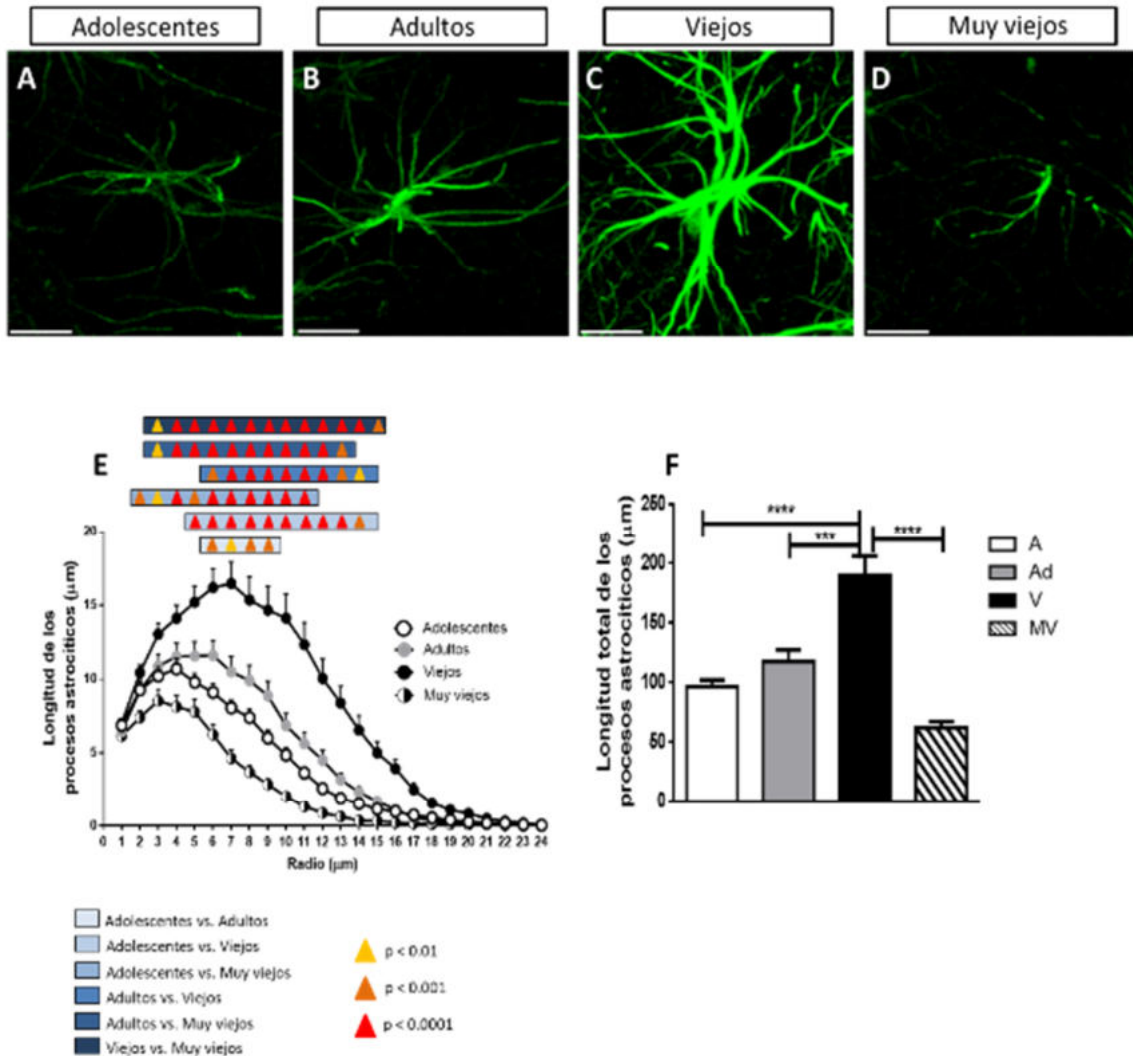 Adolescentes
Adultos
Viejos
Muy viejos
A
B
C
D
E
Longitud de los
procesos astrocíticos (μm)
20
15
10
5
0
0 1 2 3 4 5 6 7 8 9 10 11 12 13 14 15 16 17 18 19 20 21 22 23 24
Radio (μm)
Adolescentes
Adultos
Viejos
Muy viejos
F
Longitud total de los
procesos astrocíticos (μm)
250
200
150
100
50
0
****
***
****
A
Ad
V
MV
Adolescentes vs. Adultos
Adolescentes vs. Viejos
Adolescentes vs. Muy viejos
Adultos vs. Viejos
Adultos vs. Muy viejos
Viejos vs. Muy viejos
p < 0.01
p < 0.001
p < 0.0001